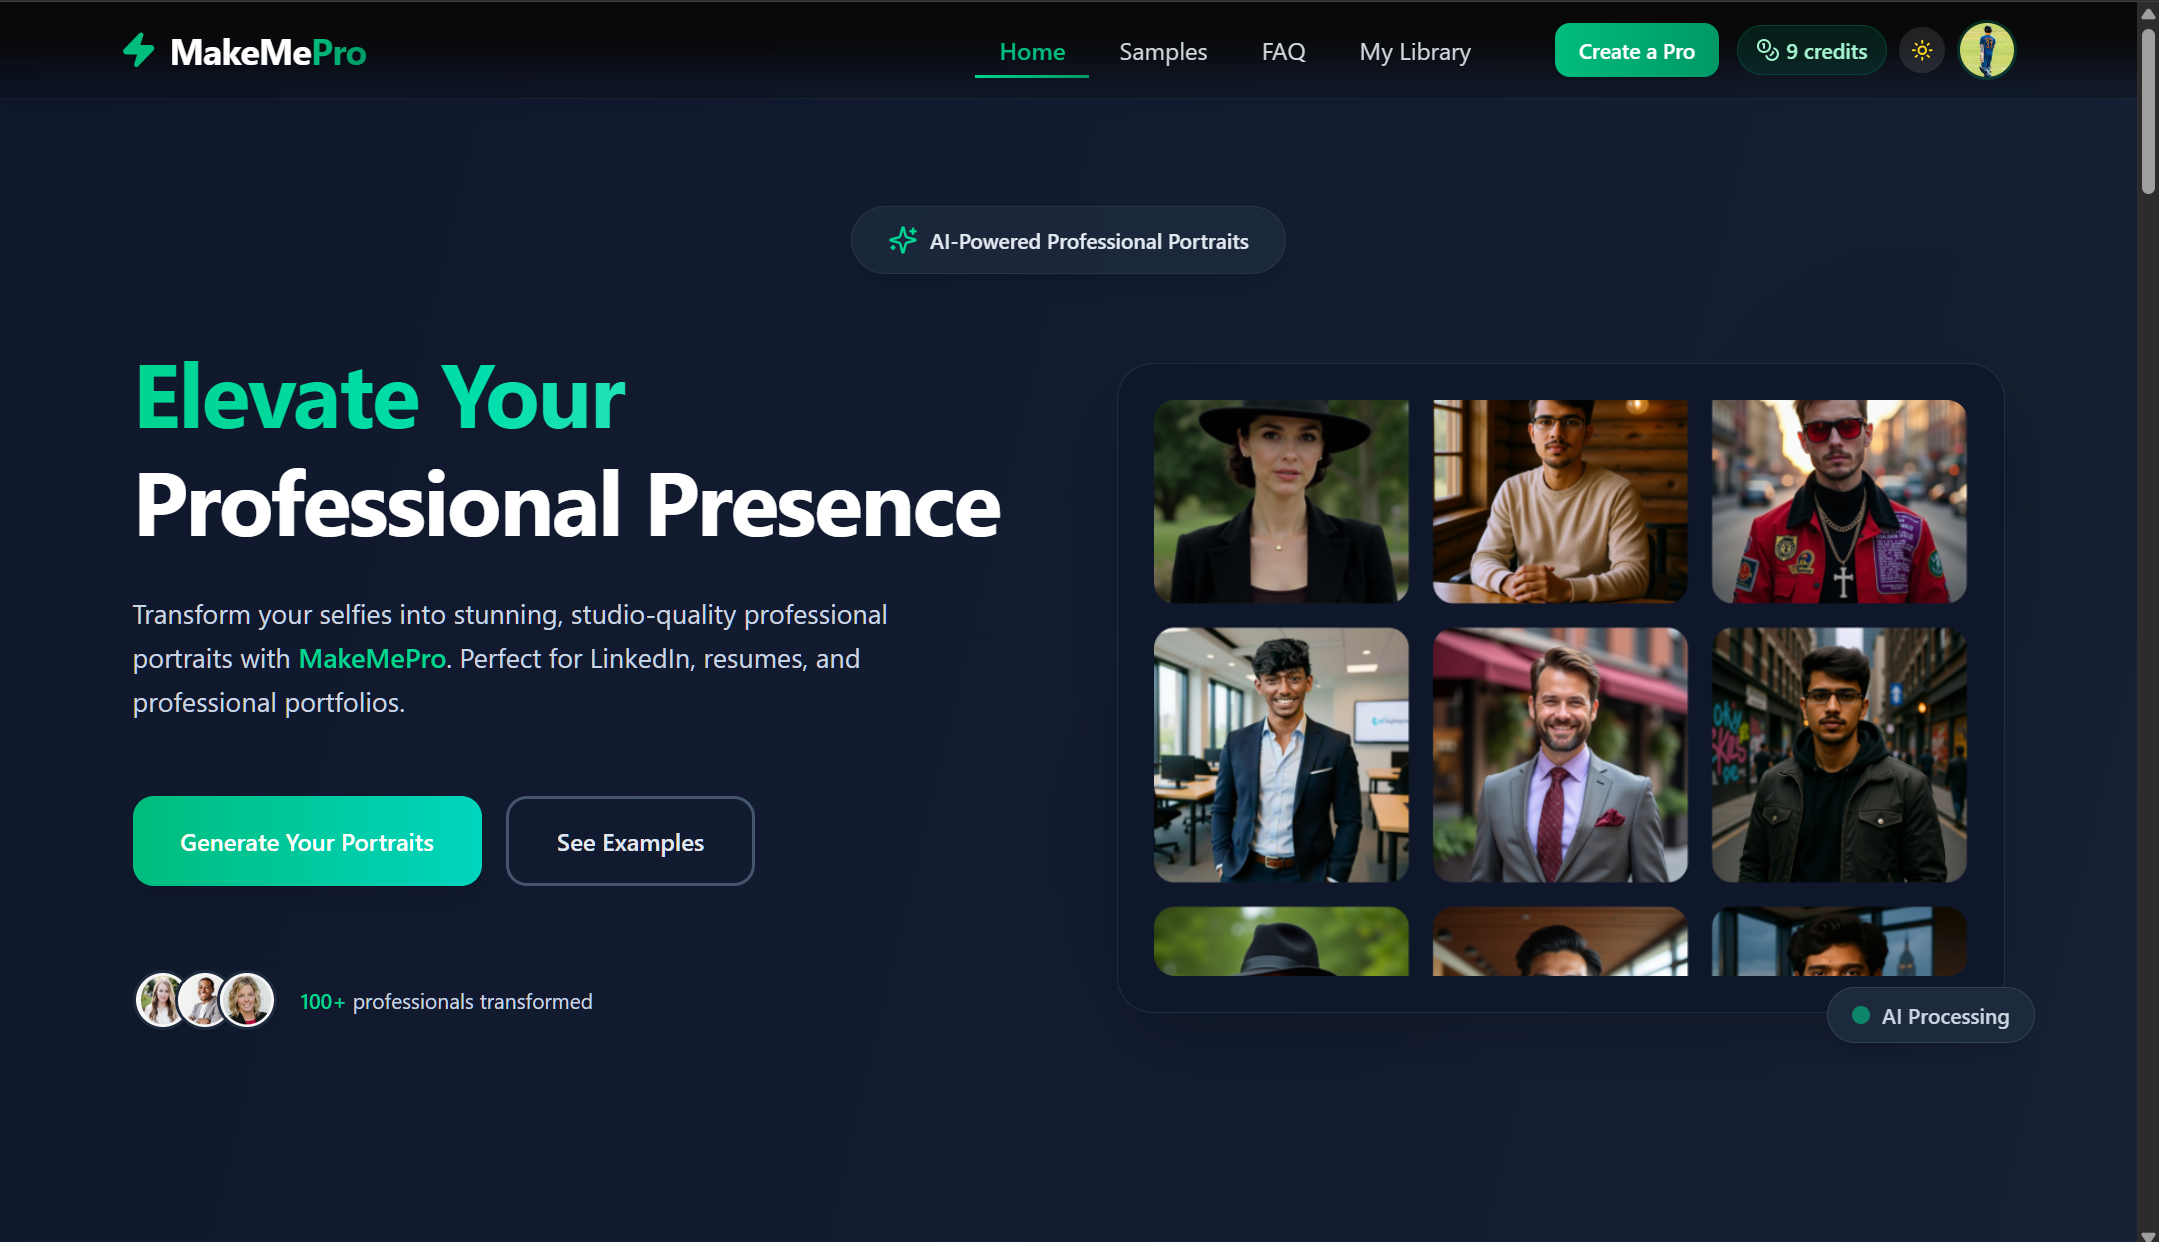 MakeMePro
Home
Samples
FAQ
My Library
Create a Pro
9 credits
AI-Powered Professional Portraits
Elevate Your
Professional Presence
Transform your selfies into stunning, studio-quality professional
portraits with MakeMePro. Perfect for LinkedIn, resumes, and
professional portfolios.
Generate Your Portraits
See Examples
100+ professionals transformed
AI Processing